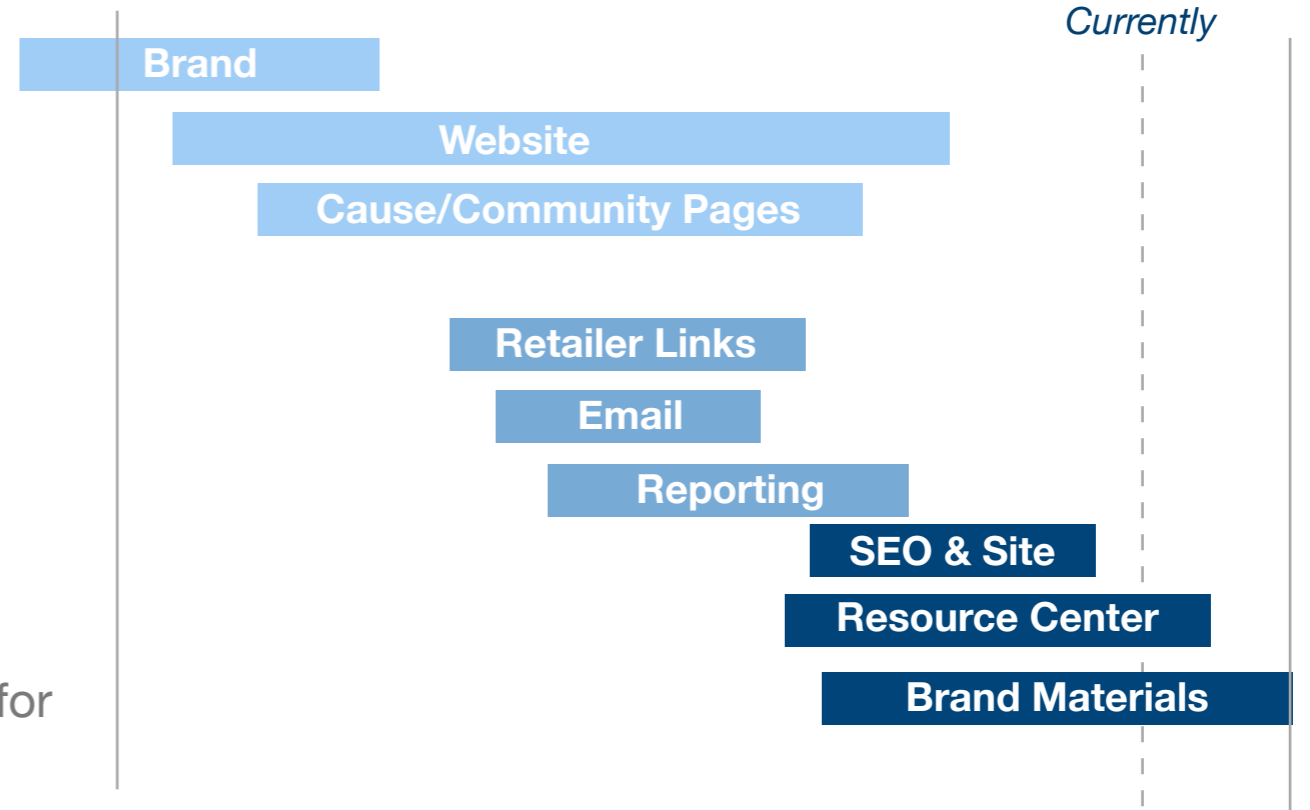 Currently
Brand
Website
Cause/Community Pages
Retailer Links
Email
Reporting
SEO & Site
Resource Center
Brand Materials
for